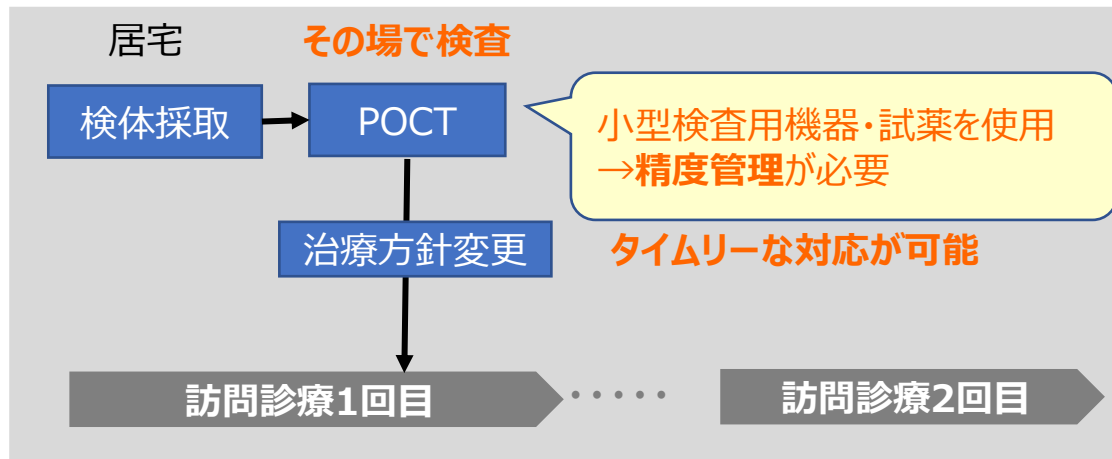 居宅
その場で検査
検体採取
POCT
小型検査用機器・試薬を使用
→精度管理が必要
治療方針変更
タイムリーな対応が可能
訪問診療1回目
・・・・・
訪問診療2回目